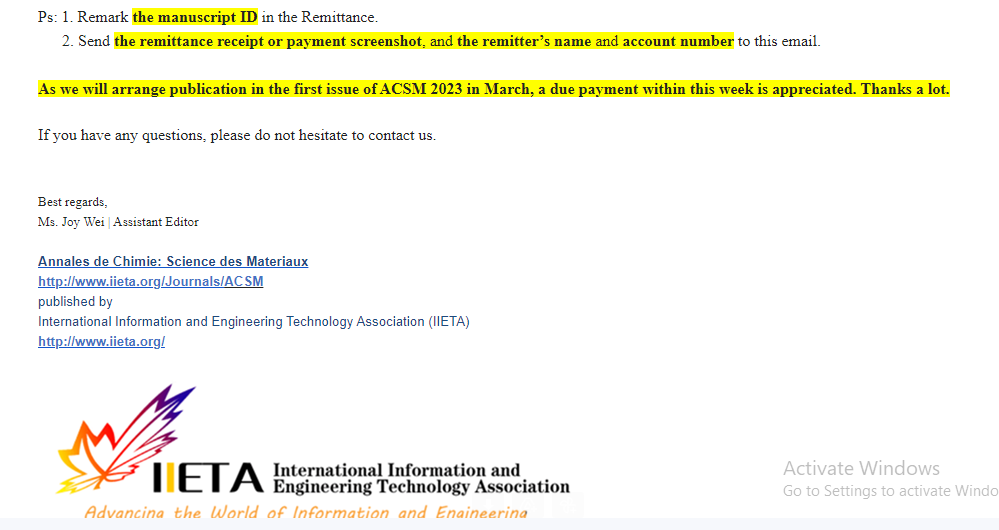 Ps: 1. Remark the manuscript ID in the Remittance.
2. Send the remittance receipt or payment screenshot, and the remitter’s name and account number to this email.
As we will arrange publication in the first issue of ACSM 2023 in March, a due payment within this week is appreciated. Thanks a lot.
If you have any questions, please do not hesitate to contact us.
Best regards,
Ms. Joy Wei | Assistant Editor
Annales de Chimie: Science des Materiaux
http://www.iieta.org/Journals/ACSM
published by
International Information and Engineering Technology Association (IIETA)
http://www.iieta.org/
IIETA International Information and
Engineering Technology Association
Advancing the World of Information and Engineering
Activate Windows
Go to Settings to activate Windo